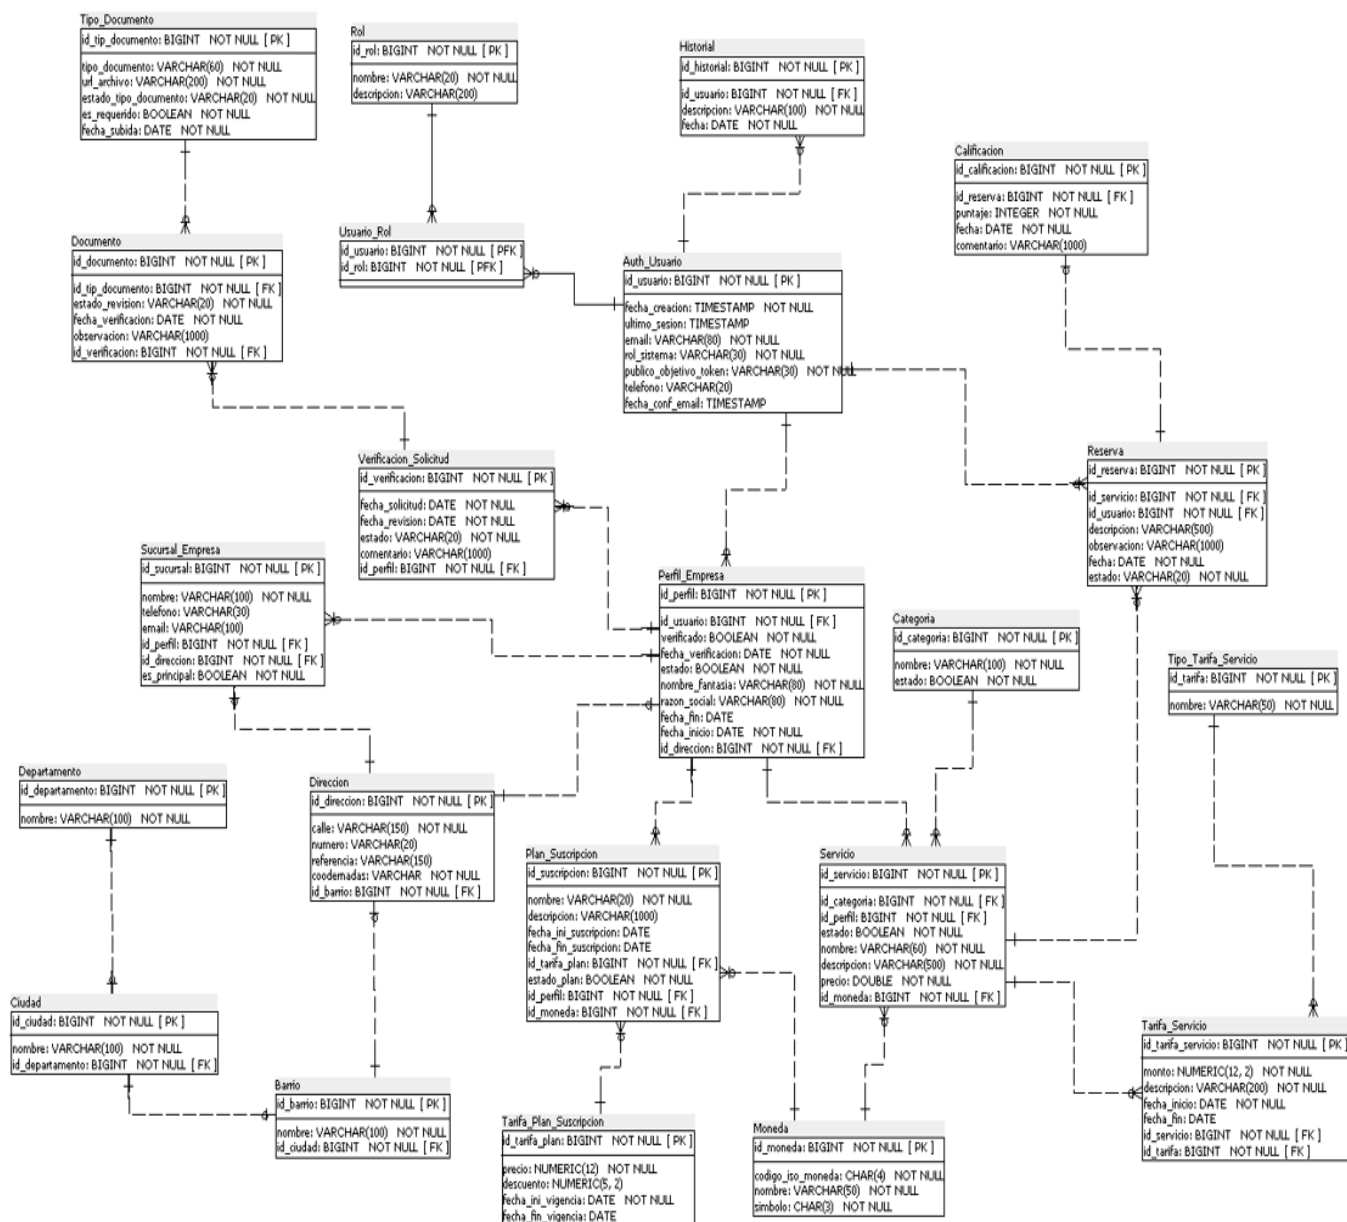 Tipo_Documento
id_tip_documento: BIGINT NOT NULL [ PK ]
tipo_documento: VARCHAR(60) NOT NULL
url_archivo: VARCHAR(200) NOT NULL
estado_tipo_documento: VARCHAR(20) NOT NULL
es_requerido: BOOLEAN NOT NULL
fecha_subida: DATE NOT NULL
Rol
id_rol: BIGINT NOT NULL [ PK ]
nombre: VARCHAR(20) NOT NULL
descripcion: VARCHAR(200)
Historial
id_historial: BIGINT NOT NULL [ PK ]
id_usuario: BIGINT NOT NULL [ FK ]
descripcion: VARCHAR(100) NOT NULL
fecha: DATE NOT NULL
Calificacion
id_calificacion: BIGINT NOT NULL [ PK ]
id_reserva: BIGINT NOT NULL [ FK ]
puntaje: INTEGER NOT NULL
fecha: DATE NOT NULL
comentario: VARCHAR(1000)
Documento
id_documento: BIGINT NOT NULL [ PK ]
id_tip_documento: BIGINT NOT NULL [ FK ]
estado_revision: VARCHAR(20) NOT NULL
fecha_verificacion: DATE NOT NULL
observacion: VARCHAR(1000)
id_verificacion: BIGINT NOT NULL [ FK ]
Usuario_Rol
id_usuario: BIGINT NOT NULL [ PFK ]
id_rol: BIGINT NOT NULL [ PFK ]
Auth_Usuario
id_usuario: BIGINT NOT NULL [ PK ]
fecha_creacion: TIMESTAMP NOT NULL
ultimo_sesion: TIMESTAMP
email: VARCHAR(80) NOT NULL
rol_sistema: VARCHAR(30) NOT NULL
publico_objetivo_token: VARCHAR(30) NOT NULL
telefono: VARCHAR(20)
fecha_conf_email: TIMESTAMP
Verificacion_Solicitud
id_verificacion: BIGINT NOT NULL [ PK ]
fecha_solicitud: DATE NOT NULL
fecha_revision: DATE NOT NULL
estado: VARCHAR(20) NOT NULL
comentario: VARCHAR(1000)
id_perfil: BIGINT NOT NULL [ FK ]
Reserva
id_reserva: BIGINT NOT NULL [ PK ]
id_servicio: BIGINT NOT NULL [ FK ]
id_usuario: BIGINT NOT NULL [ FK ]
descripcion: VARCHAR(500)
observacion: VARCHAR(1000)
fecha: DATE NOT NULL
estado: VARCHAR(20) NOT NULL
Sucursal_Empresa
id_sucursal: BIGINT NOT NULL [ PK ]
nombre: VARCHAR(100) NOT NULL
telefono: VARCHAR(30)
email: VARCHAR(100)
id_perfil: BIGINT NOT NULL [ FK ]
id_direccion: BIGINT NOT NULL [ FK ]
es_principal: BOOLEAN NOT NULL
Perfil_Empresa
id_perfil: BIGINT NOT NULL [ PK ]
id_usuario: BIGINT NOT NULL [ FK ]
verificado: BOOLEAN NOT NULL
fecha_verificacion: DATE NOT NULL
estado: BOOLEAN NOT NULL
nombre_fantasia: VARCHAR(80) NOT NULL
razon_social: VARCHAR(80) NOT NULL
fecha_fin: DATE
fecha_inicio: DATE NOT NULL
id_direccion: BIGINT NOT NULL [ FK ]
Categoria
id_categoria: BIGINT NOT NULL [ PK ]
nombre: VARCHAR(100) NOT NULL
estado: BOOLEAN NOT NULL
Tipo_Tarifa_Servicio
id_tarifa: BIGINT NOT NULL [ PK ]
nombre: VARCHAR(50) NOT NULL
Departamento
id_departamento: BIGINT NOT NULL [ PK ]
nombre: VARCHAR(100) NOT NULL
Direccion
id_direccion: BIGINT NOT NULL [ PK ]
calle: VARCHAR(150) NOT NULL
numero: VARCHAR(20)
referencia: VARCHAR(150)
coodernadas: VARCHAR NOT NULL
id_barrio: BIGINT NOT NULL [ FK ]
Plan_Suscripcion
id_suscripcion: BIGINT NOT NULL [ PK ]
nombre: VARCHAR(20) NOT NULL
descripcion: VARCHAR(1000)
fecha_ini_suscripcion: DATE
fecha_fin_suscripcion: DATE
id_tarifa_plan: BIGINT NOT NULL [ FK ]
estado_plan: BOOLEAN NOT NULL
id_perfil: BIGINT NOT NULL [ FK ]
id_moneda: BIGINT NOT NULL [ FK ]
Servicio
id_servicio: BIGINT NOT NULL [ PK ]
id_categoria: BIGINT NOT NULL [ FK ]
id_perfil: BIGINT NOT NULL [ FK ]
estado: BOOLEAN NOT NULL
nombre: VARCHAR(60) NOT NULL
descripcion: VARCHAR(500) NOT NULL
precio: DOUBLE NOT NULL
id_moneda: BIGINT NOT NULL [ FK ]
Ciudad
id_ciudad: BIGINT NOT NULL [ PK ]
nombre: VARCHAR(100) NOT NULL
id_departamento: BIGINT NOT NULL [ FK ]
Tarifa_Servicio
id_tarifa_servicio: BIGINT NOT NULL [ PK ]
monto: NUMERIC(12, 2) NOT NULL
descripcion: VARCHAR(200) NOT NULL
fecha_inicio: DATE NOT NULL
fecha_fin: DATE
id_servicio: BIGINT NOT NULL [ FK ]
id_tarifa: BIGINT NOT NULL [ FK ]
Barrio
id_barrio: BIGINT NOT NULL [ PK ]
nombre: VARCHAR(100) NOT NULL
id_ciudad: BIGINT NOT NULL [ FK ]
Tarifa_Plan_Suscripcion
id_tarifa_plan: BIGINT NOT NULL [ PK ]
precio: NUMERIC(12) NOT NULL
descuento: NUMERIC(5, 2)
fecha_ini_vigencia: DATE NOT NULL
fecha_fin_vigencia: DATE
Moneda
id_moneda: BIGINT NOT NULL [ PK ]
codigo_iso_moneda: CHAR(4) NOT NULL
nombre: VARCHAR(50) NOT NULL
simbolo: CHAR(3) NOT NULL